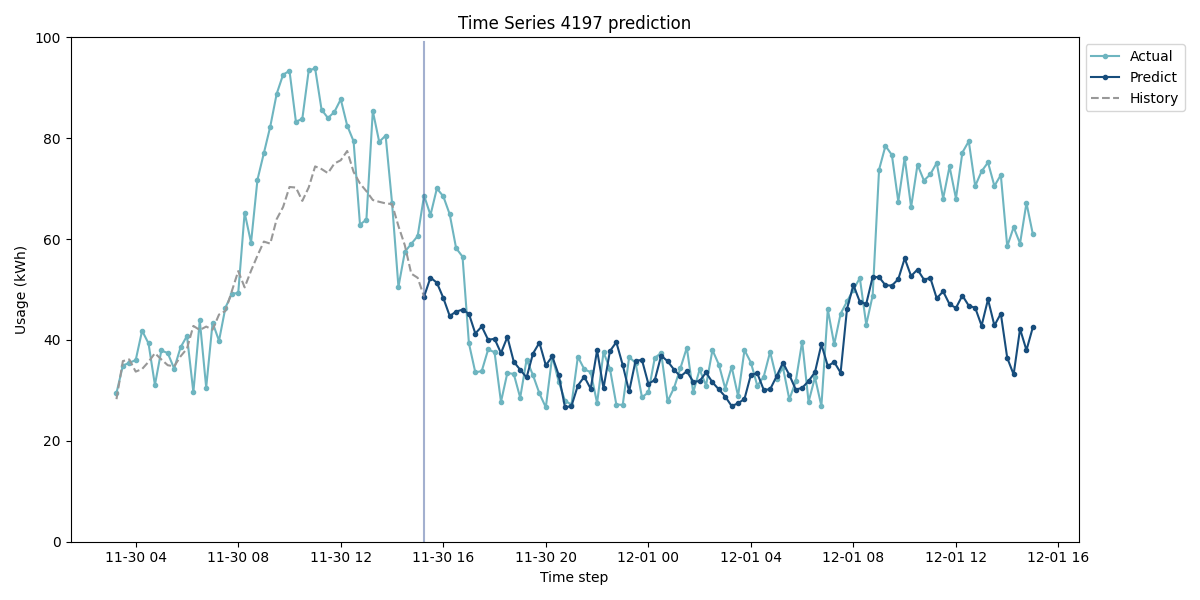 Time Series 4197 prediction
Usage (kWh)
100
80
60
40
20
0
11-30 04
11-30 08
11-30 12
11-30 16
11-30 20
12-01 00
12-01 04
12-01 08
12-01 12
12-01 16
Time step
Actual
Predict
History